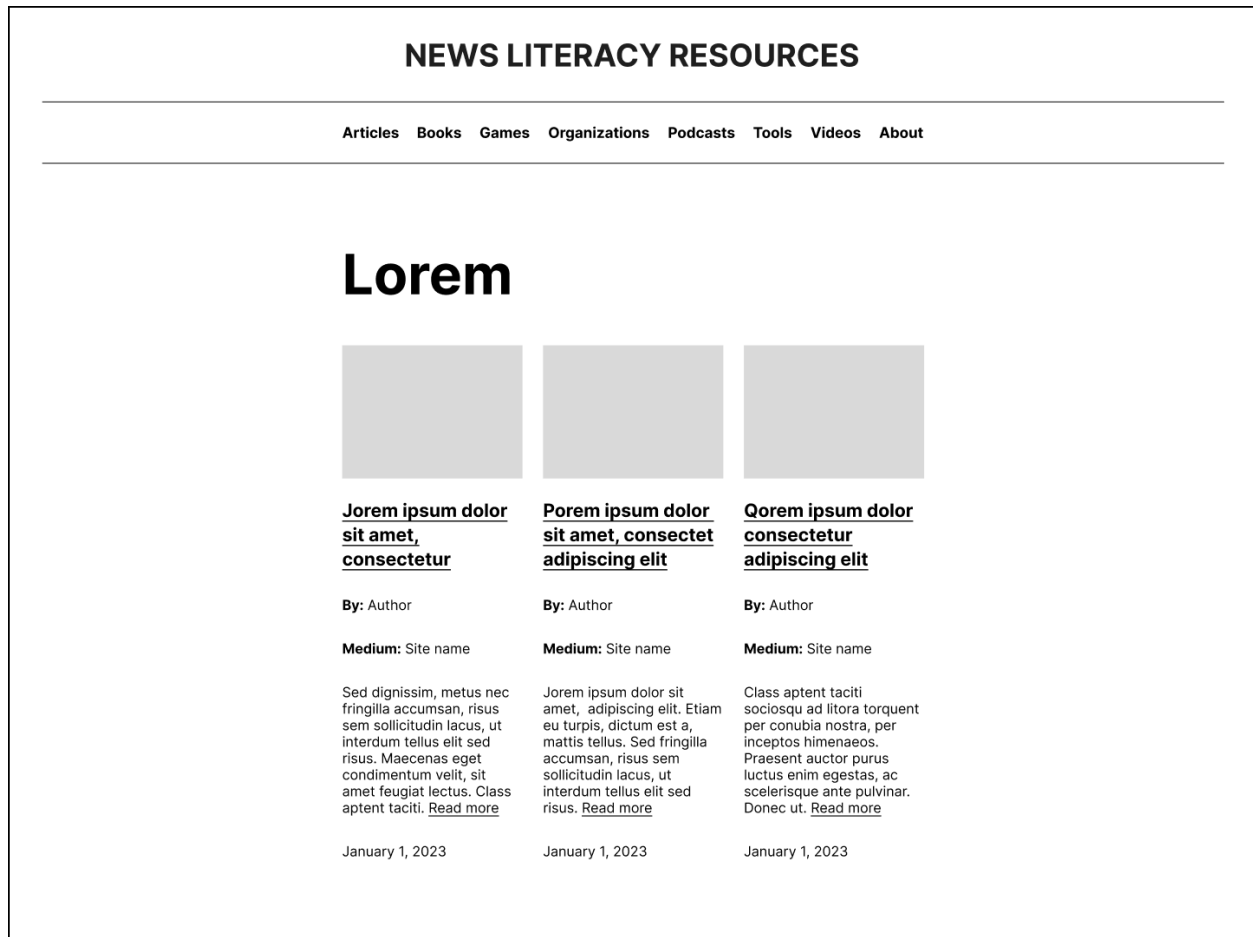 NEWS LITERACY RESOURCES
Articles Books Games Organizations Podcasts Tools Videos About
Lorem
Jorem ipsum dolor
sit amet,
consectetur
By: Author
Medium: Site name
Sed dignissim, metus nec
fringilla accumsan, risus
sem sollicitudin lacus, ut
interdum tellus elit sed
risus. Maecenas eget
condimentum velit, sit
amet feugiat lectus. Class
aptent taciti. Read more
January 1, 2023
Porem ipsum dolor
sit amet, consectet
adipiscing elit
By: Author
Medium: Site name
Jorem ipsum dolor sit
amet,  adipiscing elit. Etiam
eu turpis, dictum est a,
mattis tellus. Sed fringilla
accumsan, risus sem
sollicitudin lacus, ut
interdum tellus elit sed
risus. Read more
January 1, 2023
Qorem ipsum dolor
consectetur
adipiscing elit
By: Author
Medium: Site name
Class aptent taciti
sociosqu ad litora torquent
per conubia nostra, per
inceptos himenaeos.
Praesent auctor purus
luctus enim egestas, ac
scelerisque ante pulvinar.
Donec ut. Read more
January 1, 2023